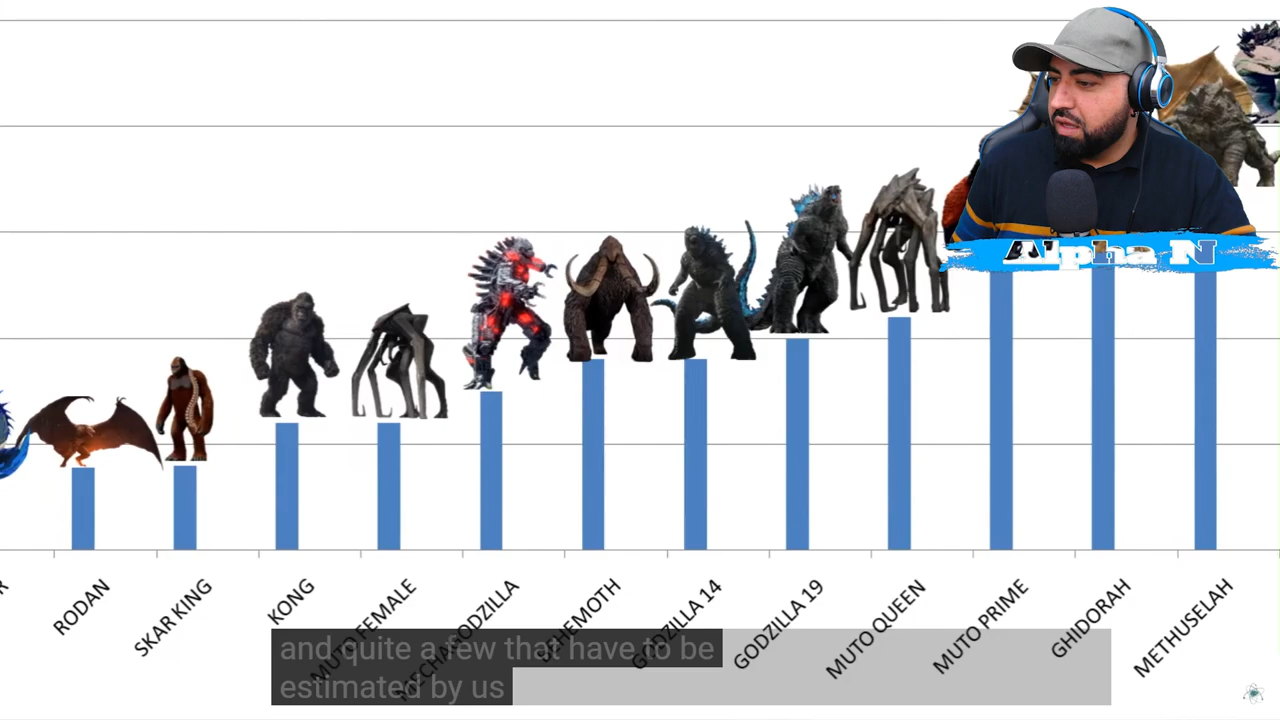 Alpha N
R
RODAN
SKAR KING
KONG
MUTO FEMALE
MECHAGODZILLA
BEHEMOTH
GODZILLA 14
GODZILLA 19
MUTO QUEEN
MUTO PRIME
GHIDORAH
METHUSELAH
and quite a few that have to be
estimated by us